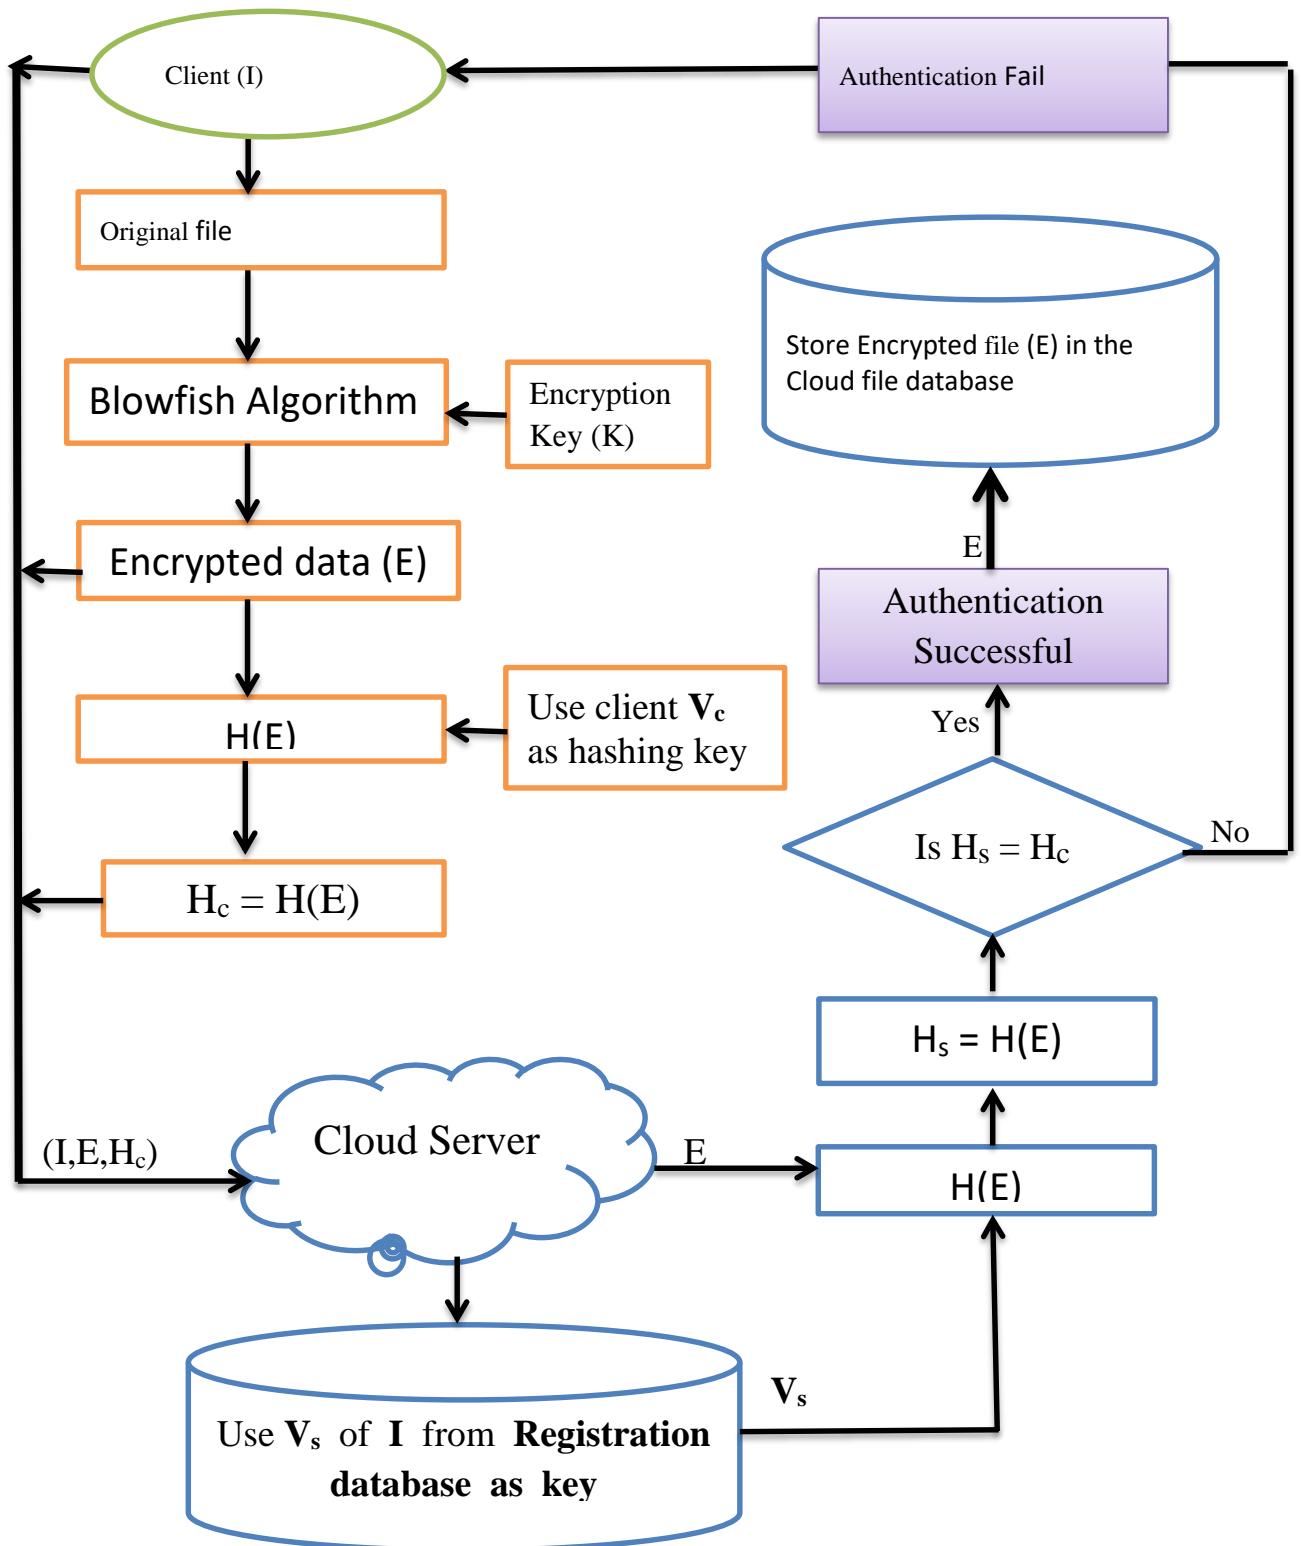 Client (I)
Authentication Fail
Original file
Store Encrypted file (E) in the
Cloud file database
Blowfish Algorithm
Encryption
Key (K)
E
Encrypted data (E)
Authentication
Successful
Use client Vc
as hashing key
H(E)
Yes
No
Is Hs = Hc
Hc = H(E)
Hs = H(E)
Cloud Server
(I,E,Hc)
E
H(E)
Vs
Use Vs of I from Registration
database as key